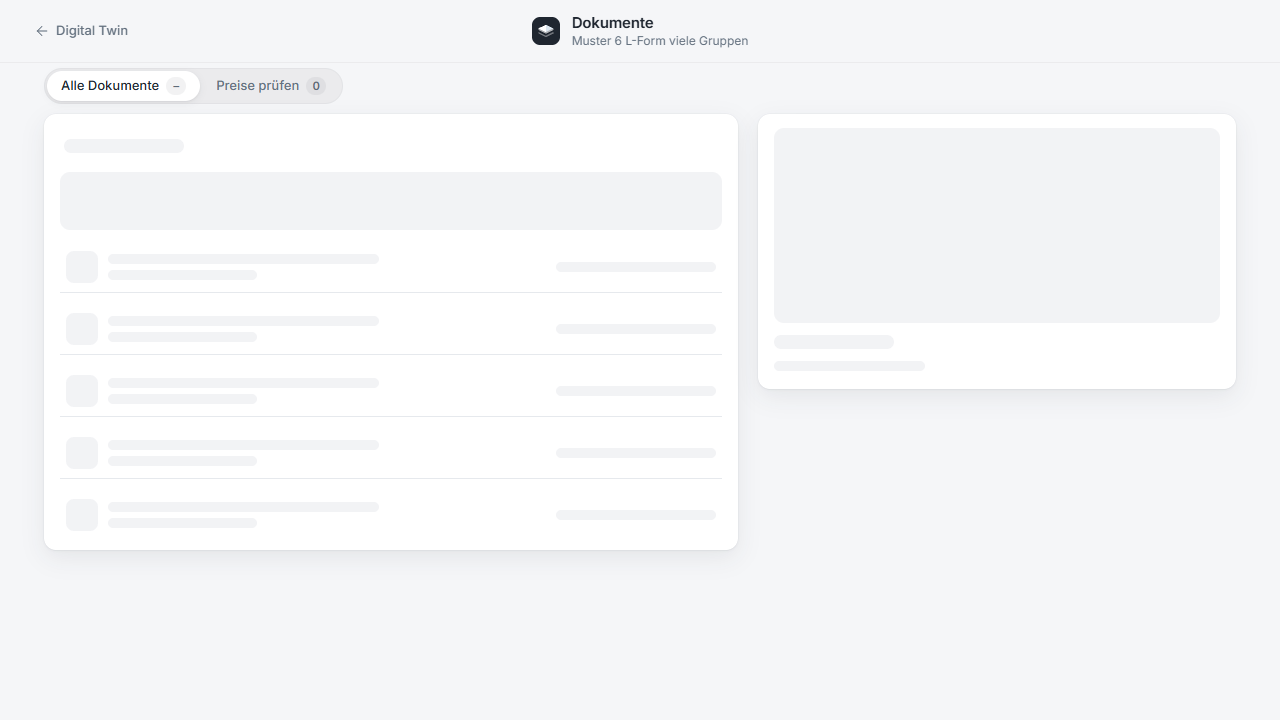 Digital Twin
Dokumente
Muster 6 L-Form viele Gruppen
Alle Dokumente –
Preise prüfen 0